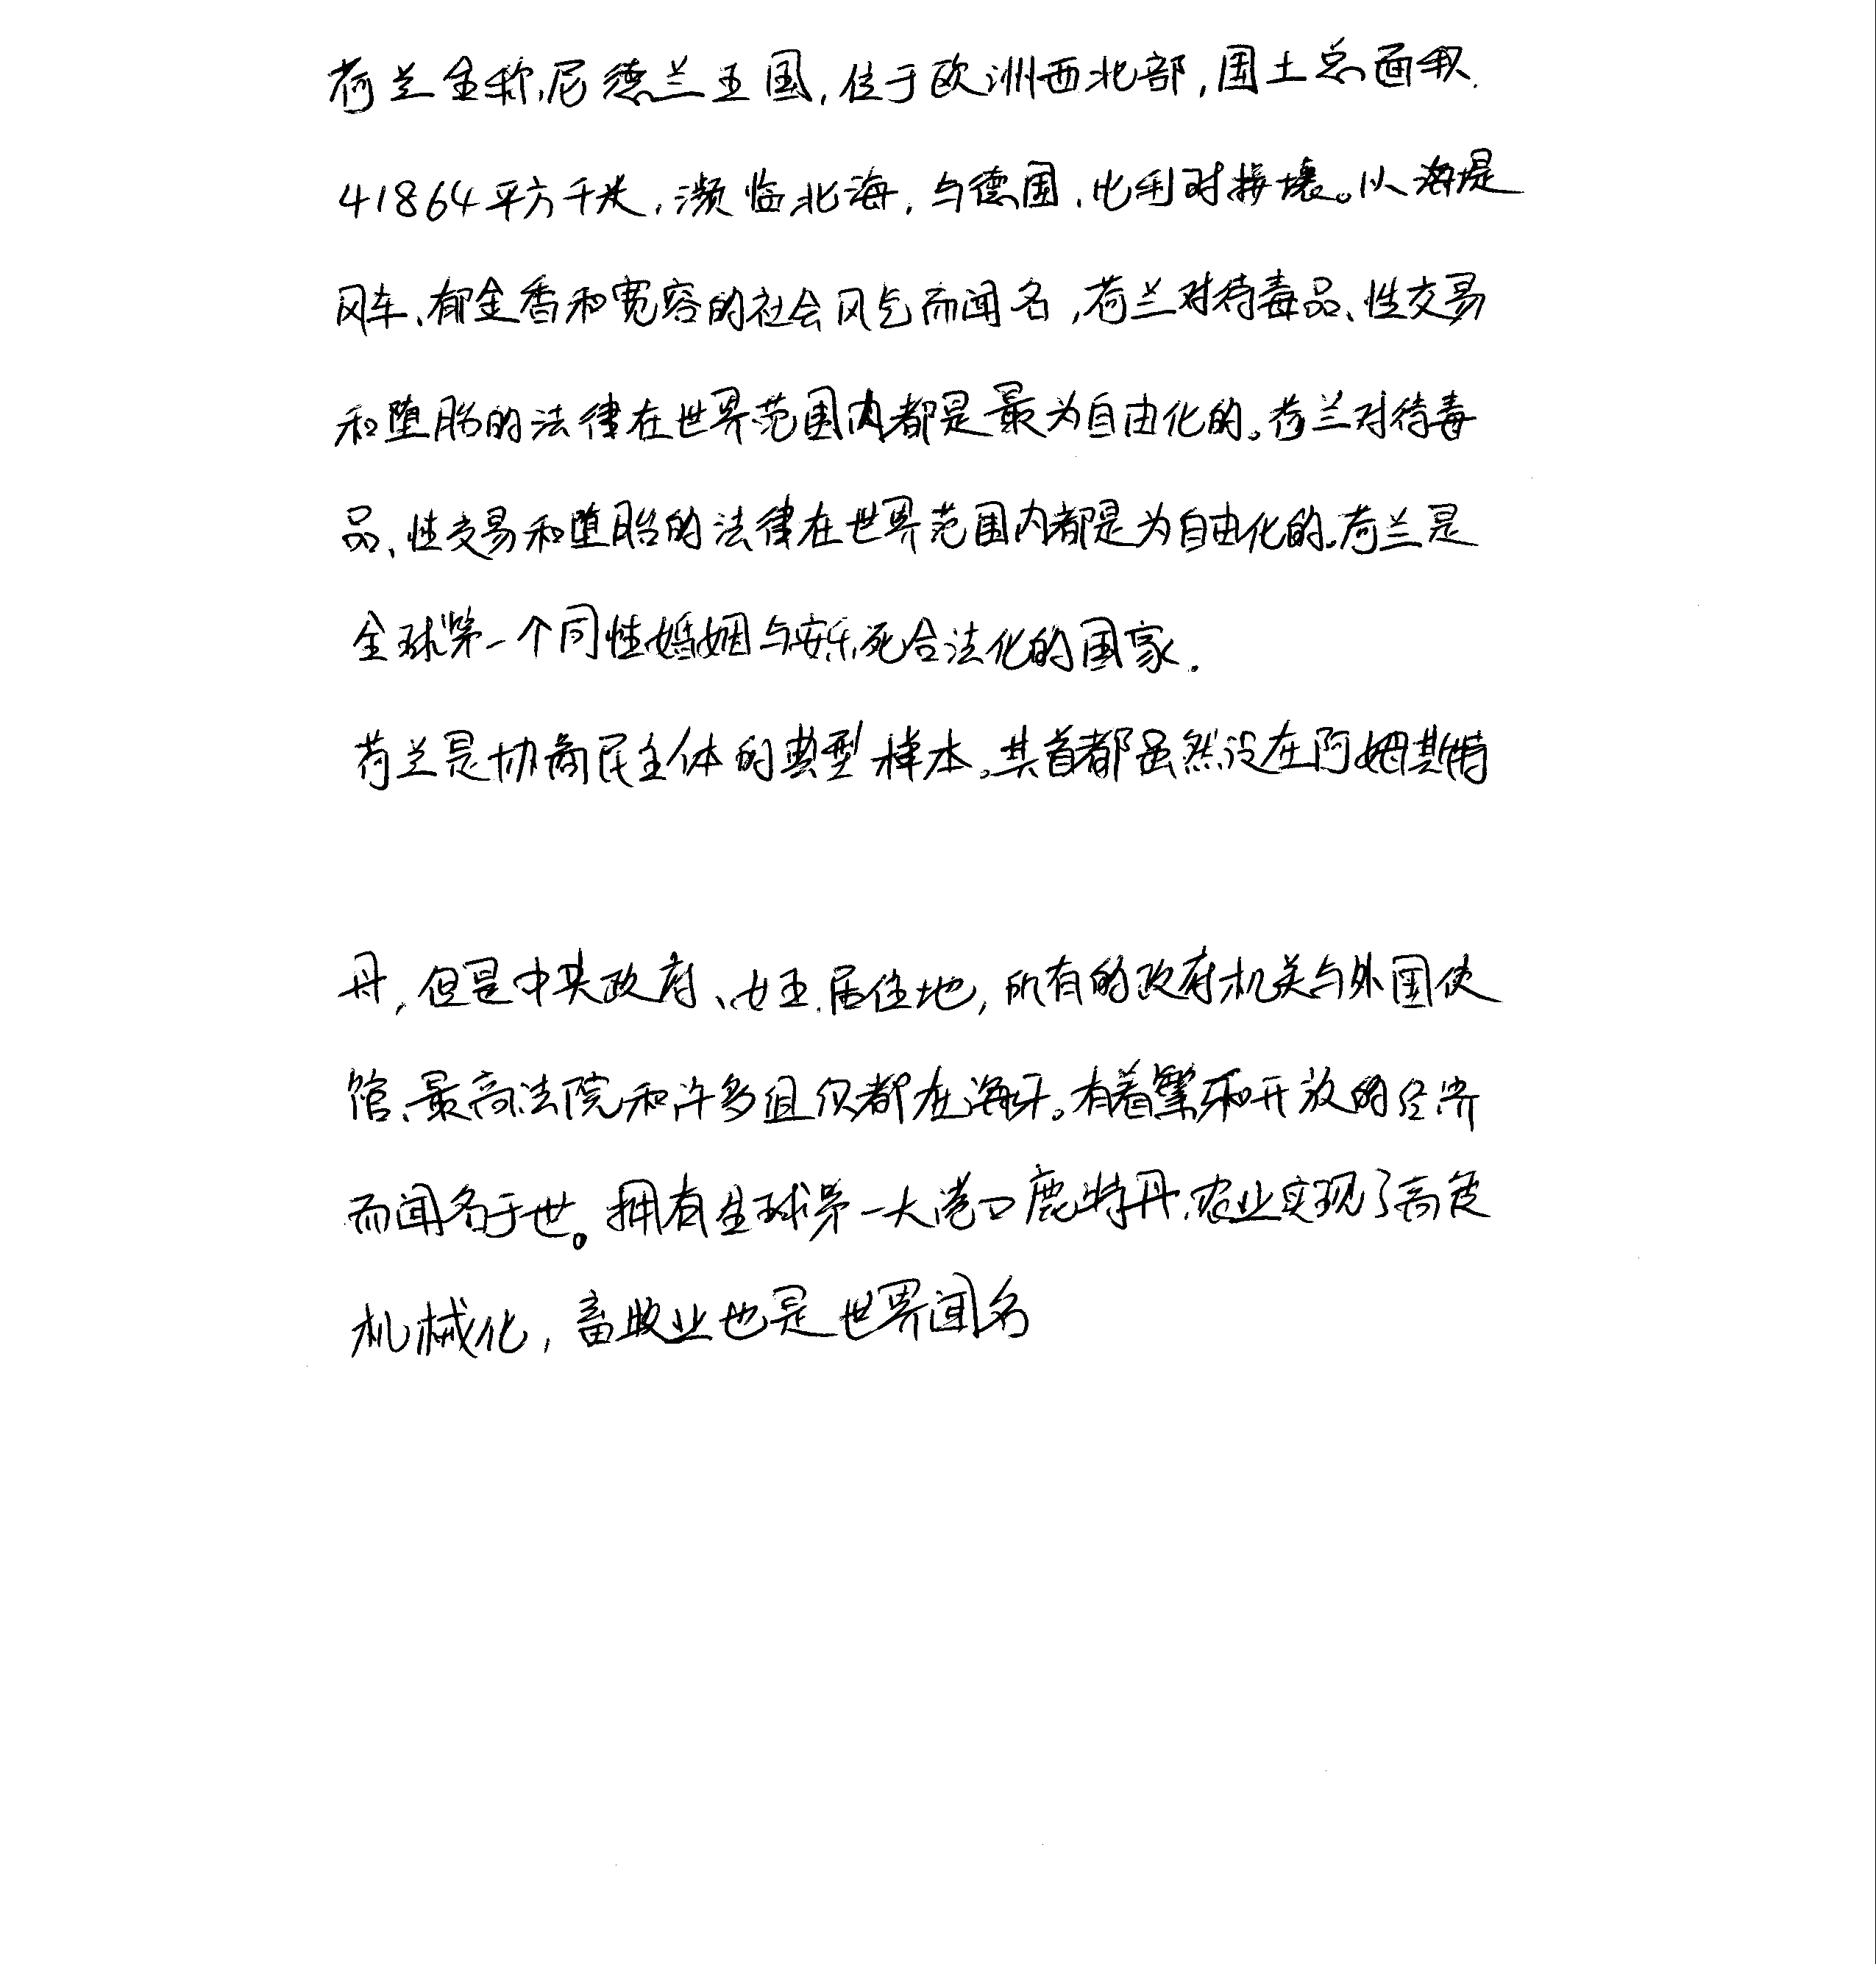 荷兰全称,尼德兰王国,位于欧洲西北部,国土总面积.
41864平方千米,濒临北海,与德国、比利时接壤。以海堤
风车、郁金香和宽容的社会风气而闻名,荷兰对待毒品、性交易
和堕胎的法律在世界范围内都是最为自由化的。荷兰对待毒
品、性交易和堕胎的法律在世界范围内都是为自由化的。荷兰是
全球第一个同性婚姻与安乐死合法化的国家.
荷兰是协商民主体的典型样本。其首都虽然设在阿姆斯特
丹,但是中央政府、女王居住地,所有的政府机关与外国使
馆、最高法院和许多组织都在海牙。有着繁荣和开放的经济
而闻名于世。拥有全球第一大港口鹿特丹,农业实现了高度
机械化,畜牧业也是世界闻名